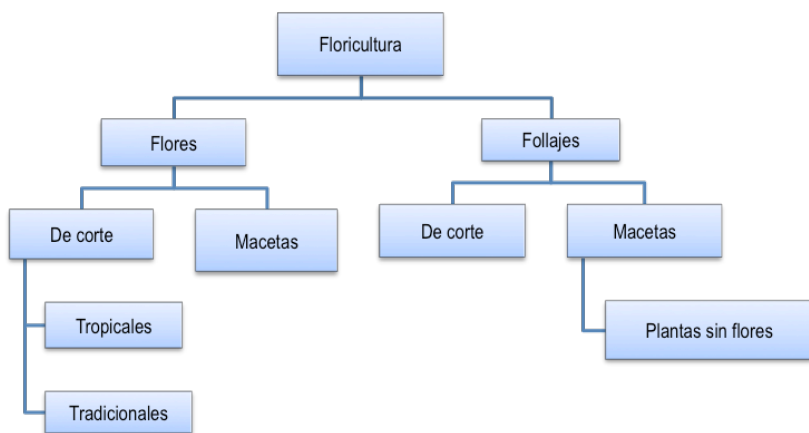 Floricultura
Flores
Follajes
De corte
Macetas
De corte
Macetas
Tropicales
Plantas sin flores
Tradicionales